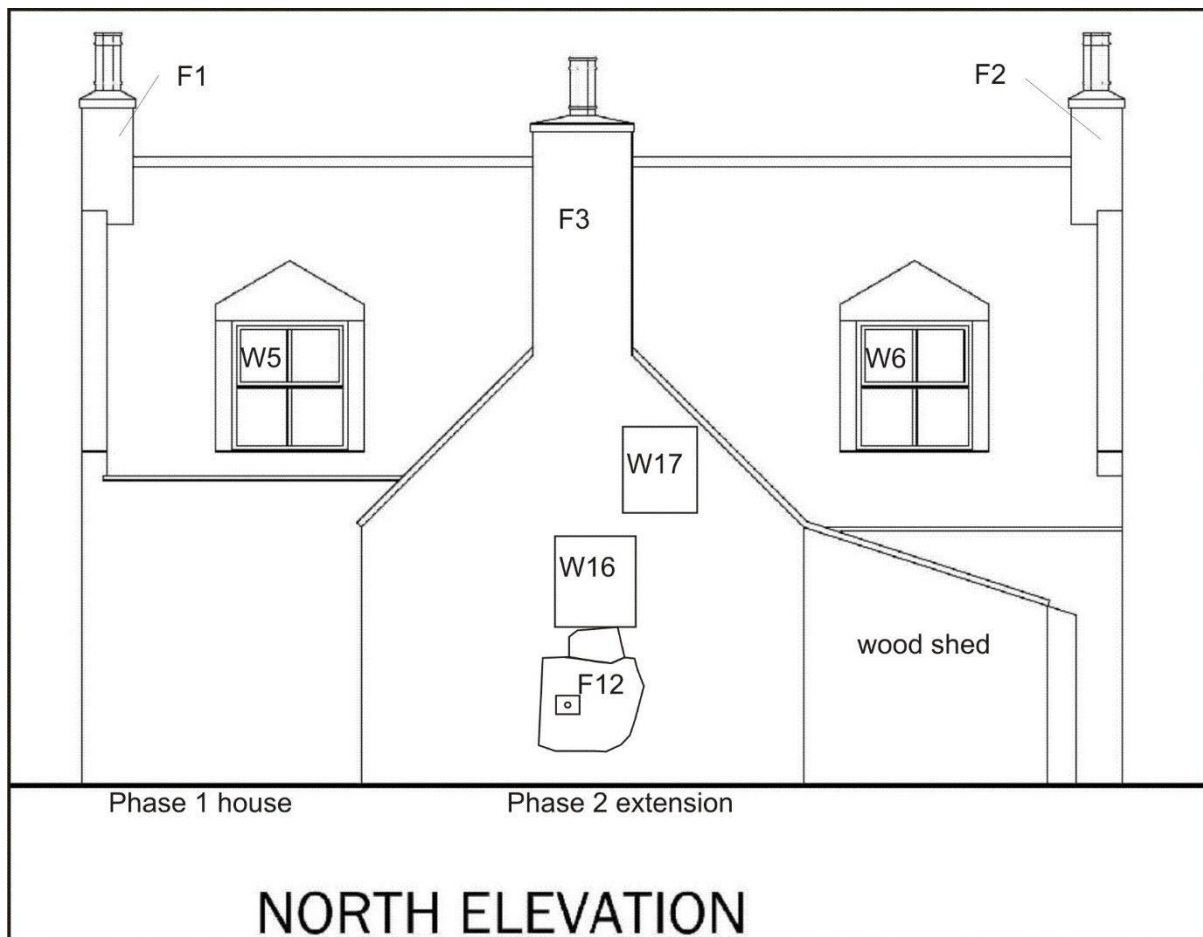 F1
F2
F3
W5
W6
W17
W16
F12
wood shed
Phase 1 house
Phase 2 extension
NORTH ELEVATION